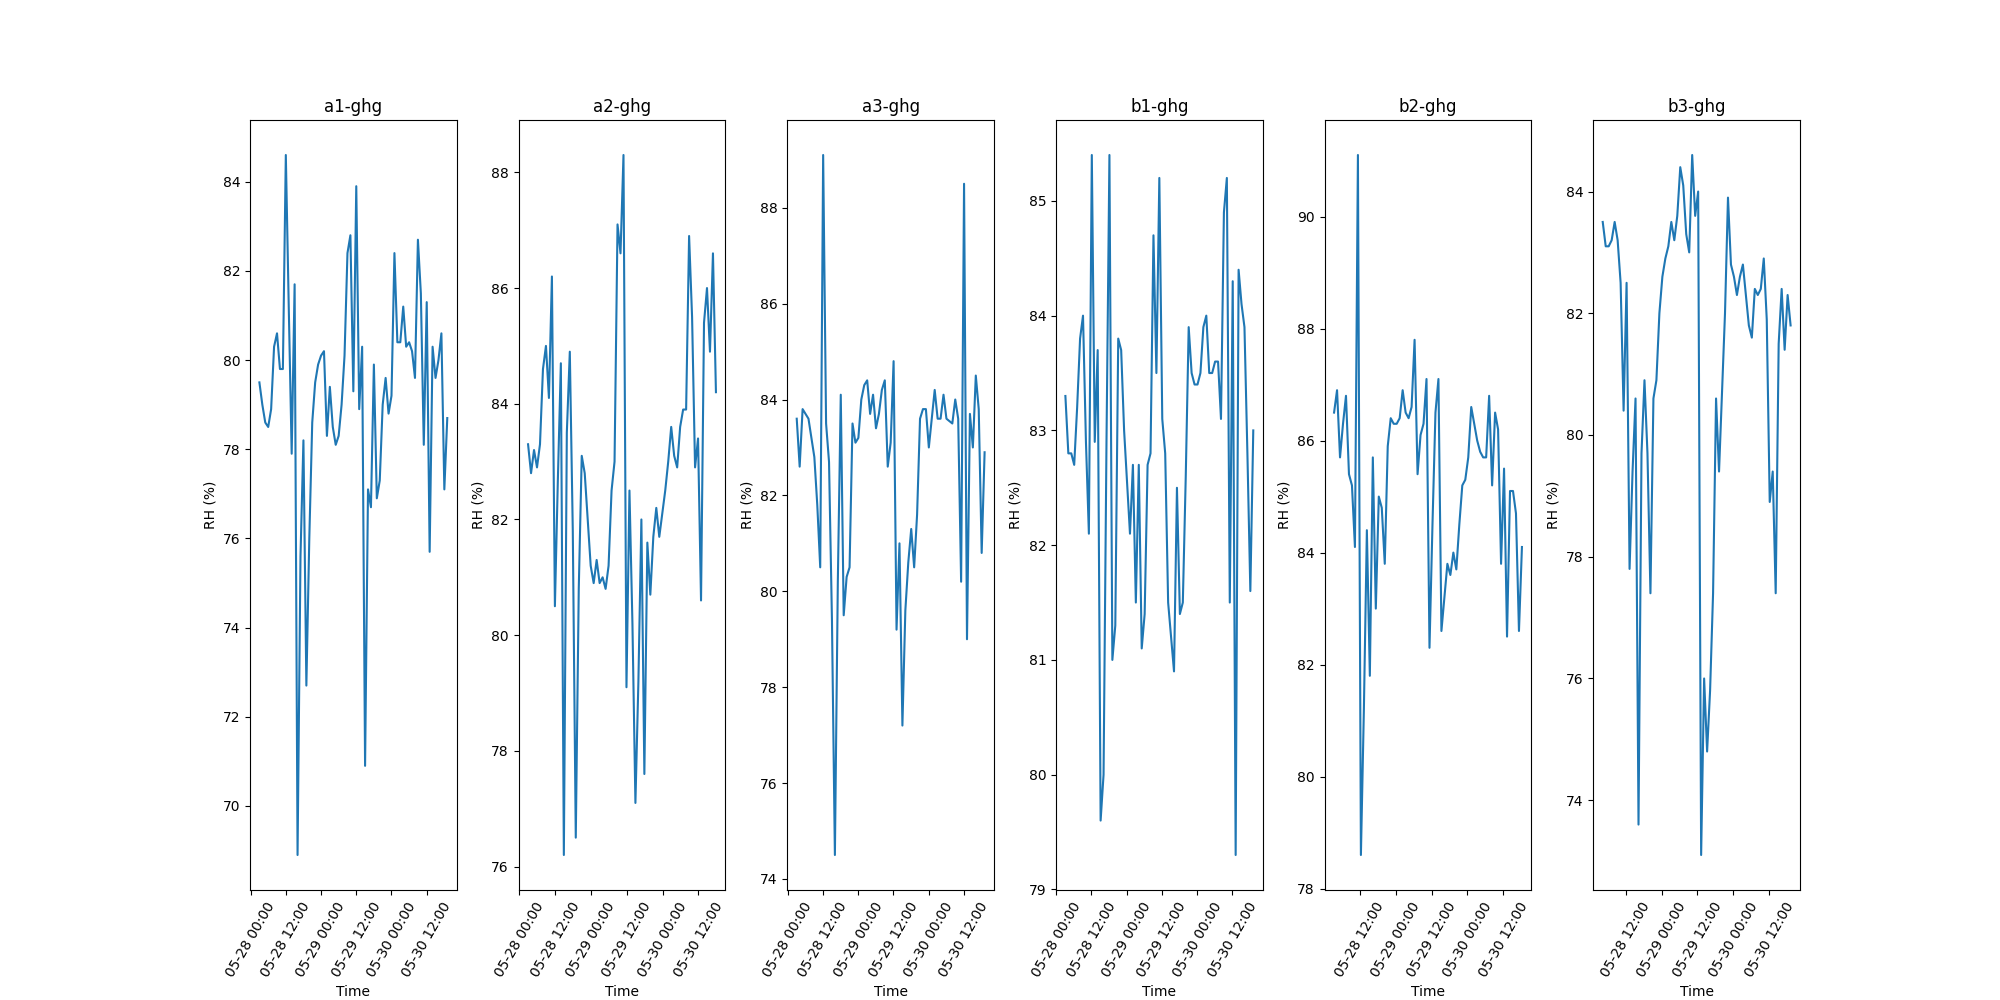 a1-ghg a2-ghg a3-ghg b1-ghg b2-ghg b3-ghg
RH (%) RH (%) RH (%) RH (%) RH (%) RH (%)
84 82 80 78 76 74 72 70
88 86 84 82 80 78 76
88 86 84 82 80 78 76 74
85 84 83 82 81 80 79
90 88 86 84 82 80 78
84 82 80 78 76 74
05-28 00:00 05-28 12:00 05-29 00:00 05-29 12:00 05-30 00:00 05-30 12:00
05-28 00:00 05-28 12:00 05-29 00:00 05-29 12:00 05-30 00:00 05-30 12:00
05-28 00:00 05-28 12:00 05-29 00:00 05-29 12:00 05-30 00:00 05-30 12:00
05-28 00:00 05-28 12:00 05-29 00:00 05-29 12:00 05-30 00:00 05-30 12:00
05-28 12:00 05-29 00:00 05-29 12:00 05-30 00:00 05-30 12:00
05-28 12:00 05-29 00:00 05-29 12:00 05-30 00:00 05-30 12:00
Time Time Time Time Time Time